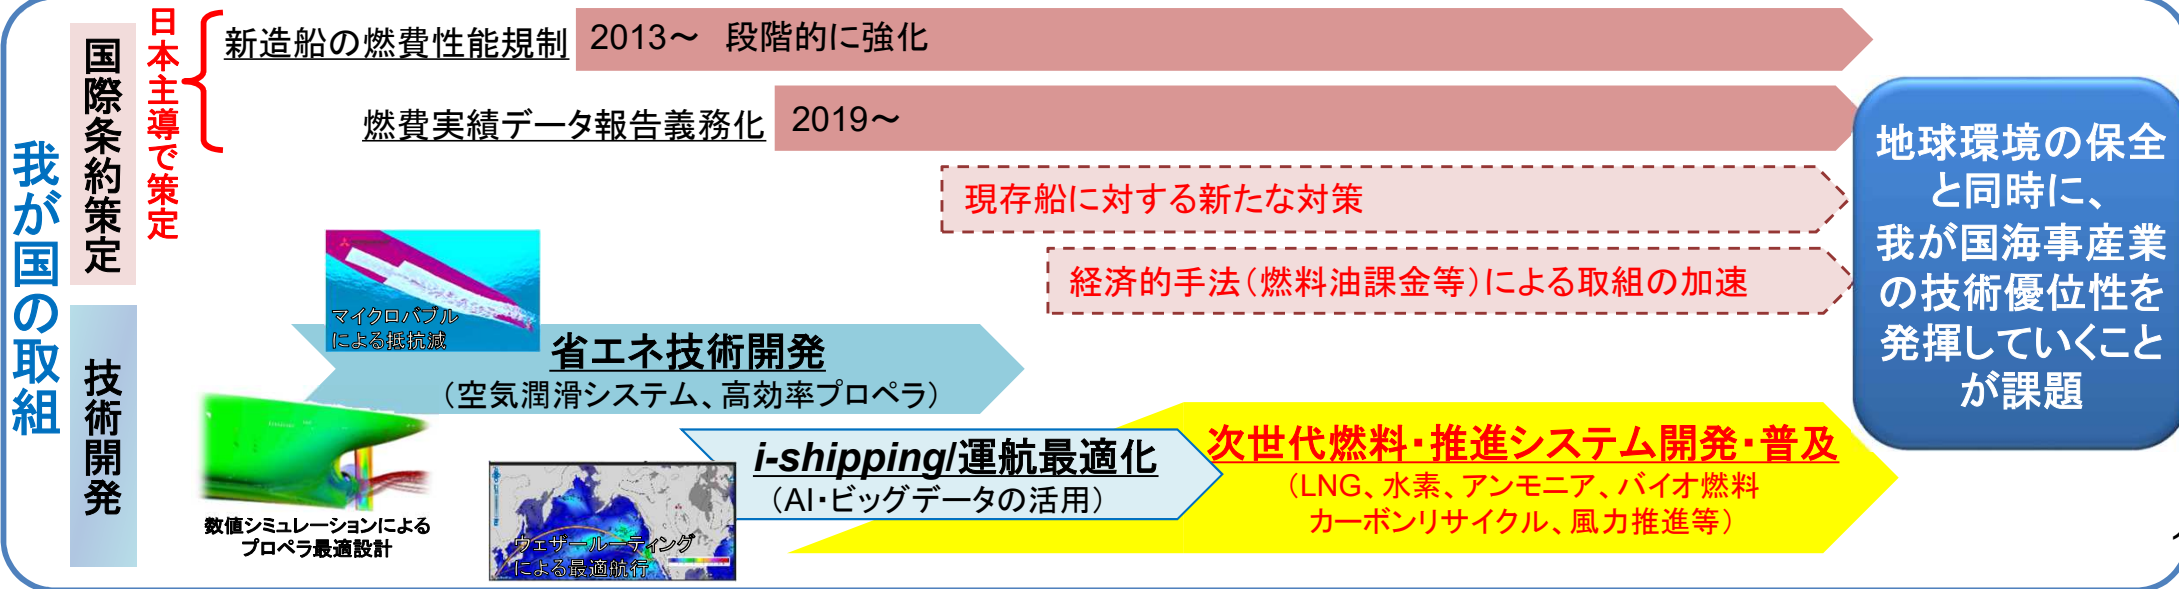 我が国の取組
国際条約策定
日本主導で策定
新造船の燃費性能規制
2013～ 段階的に強化
燃費実績データ報告義務化
2019～
現存船に対する新たな対策
経済的手法(燃料油課金等)による取組の加速
技術開発
マイクロバブル
による抵抗減
省エネ技術開発
(空気潤滑システム、高効率プロペラ)
数値シミュレーションによる
プロペラ最適設計
ウェザールーティング
による最適航行
i-shipping/運航最適化
(AI・ビッグデータの活用)
次世代燃料・推進システム開発・普及
(LNG、水素、アンモニア、バイオ燃料
カーボンリサイクル、風力推進等)
地球環境の保全
と同時に、
我が国海事産業
の技術優位性を
発揮していくこと
が課題